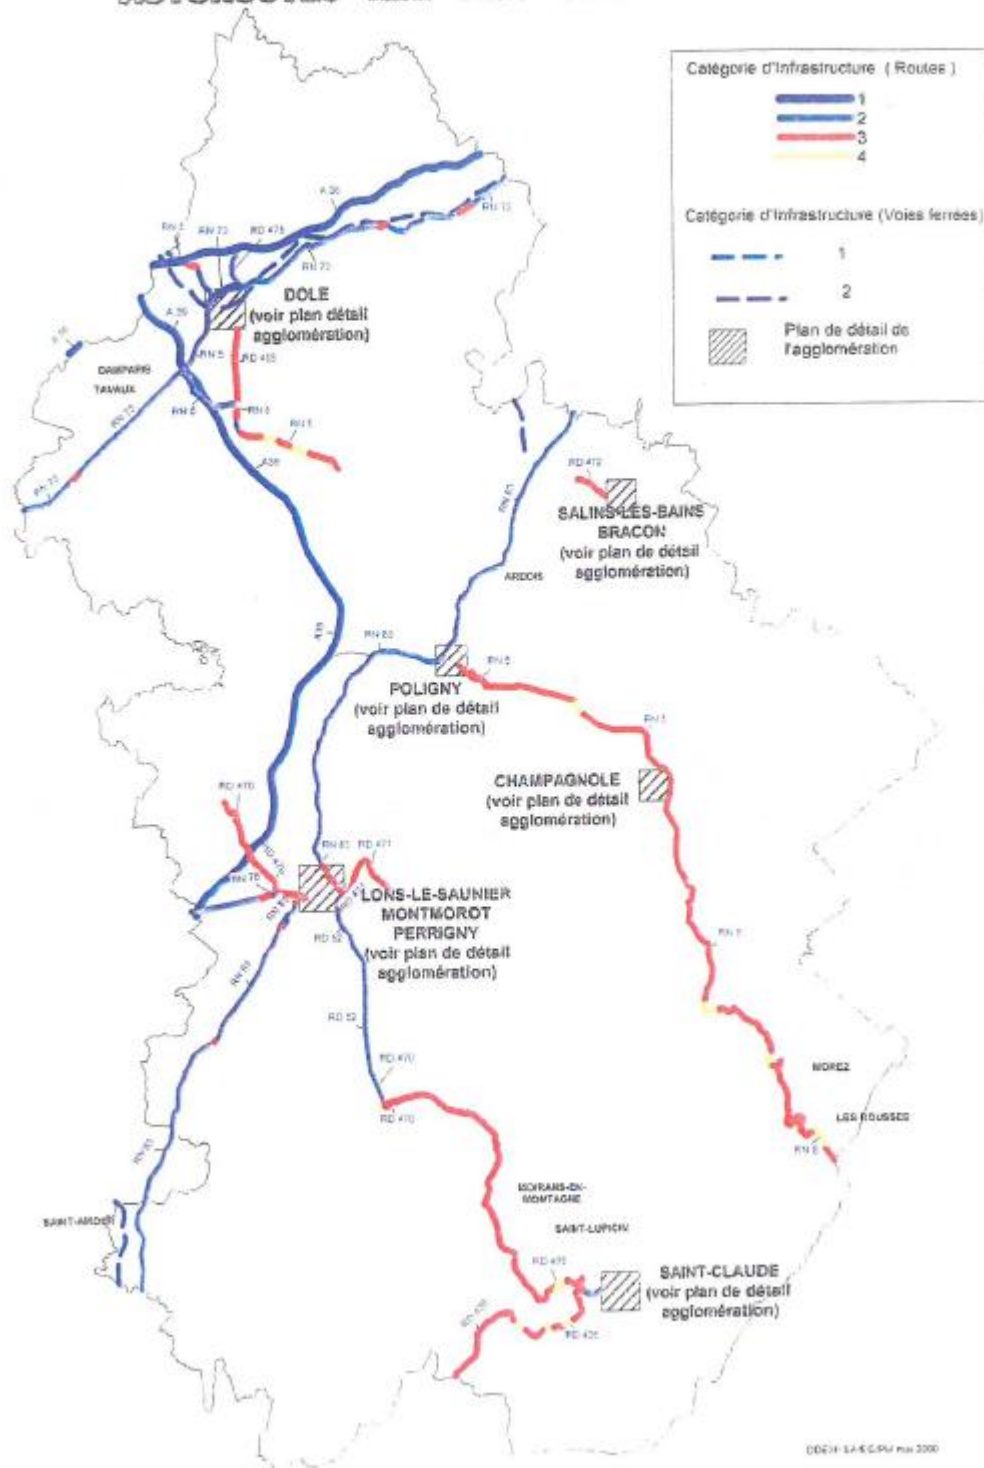 Catégorie d'Infrastructure ( Routes )
1
2
3
4
Catégorie d'Infrastructure (Voies ferrées)
1
2
Plan de détail de
l'agglomération
A 36
RN 73
RN 5
RN 73
RD 475
RN 73
DOLE
(voir plan détail
agglomération)
A 39
RN 5
DAMPARIS
TAVAUX
RN 73
RN 5
RN 5
A39
RN 73
RD 472
SALINS-LES-BAINS
BRACON
(voir plan de détail
agglomération)
RN 83
A39
RN 83
RN 5
POLIGNY
(voir plan de détail
agglomération)
RN 5
CHAMPAGNOLE
(voir plan de détail
agglomération)
RD 470
RD 470
RN 83
RD 471
RN 78
LONS-LE-SAUNIER
MONTMOROT
PERRIGNY
(voir plan de détail
agglomération)
RD 52
RN 83
RN 5
RD 52
RD 470
RD 470
MOREZ
LES ROUSSES
RN 5
RN 83
MOIRANS-EN-
MONTAGNE
SAINT-AMOUR
SAINT-LUPICIN
SAINT-CLAUDE
(voir plan de détail
agglomération)
RD 436
RD 436